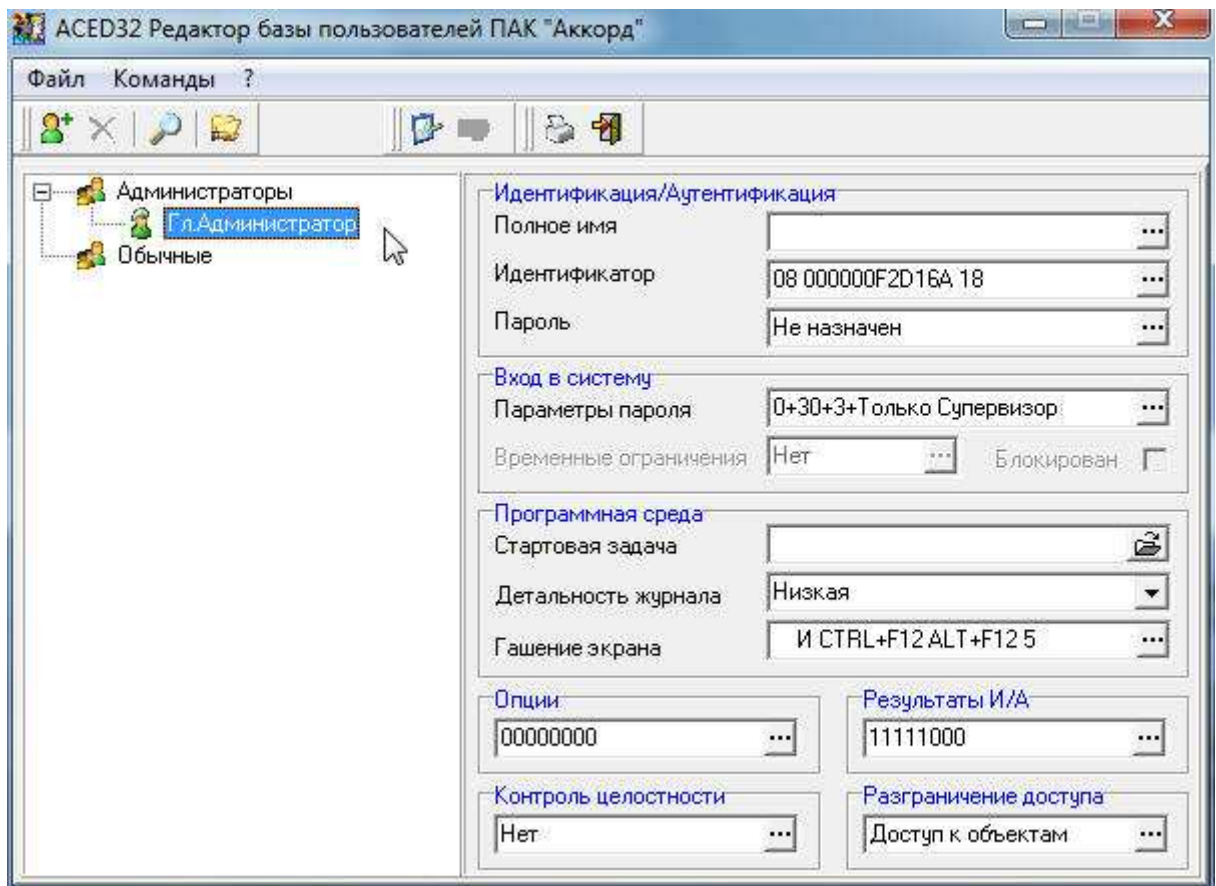 ACED32 Редактор базы пользователей ПАК "Аккорд"
Файл Команды ?
Администраторы
Гл.Администратор
Обычные
Идентификация/Аутентификация
Полное имя
Идентификатор 08 000000F2D16A 18
Пароль Не назначен
Вход в систему
Параметры пароля 0+30+3+Только Супервизор
Временные ограничения Нет Блокирован
Программная среда
Стартовая задача
Детальность журнала Низкая
Гашение экрана И CTRL+F12 ALT+F12 5
Опции Результаты И/А
00000000 11111000
Контроль целостности Разграничение доступа
Нет Доступ к объектам